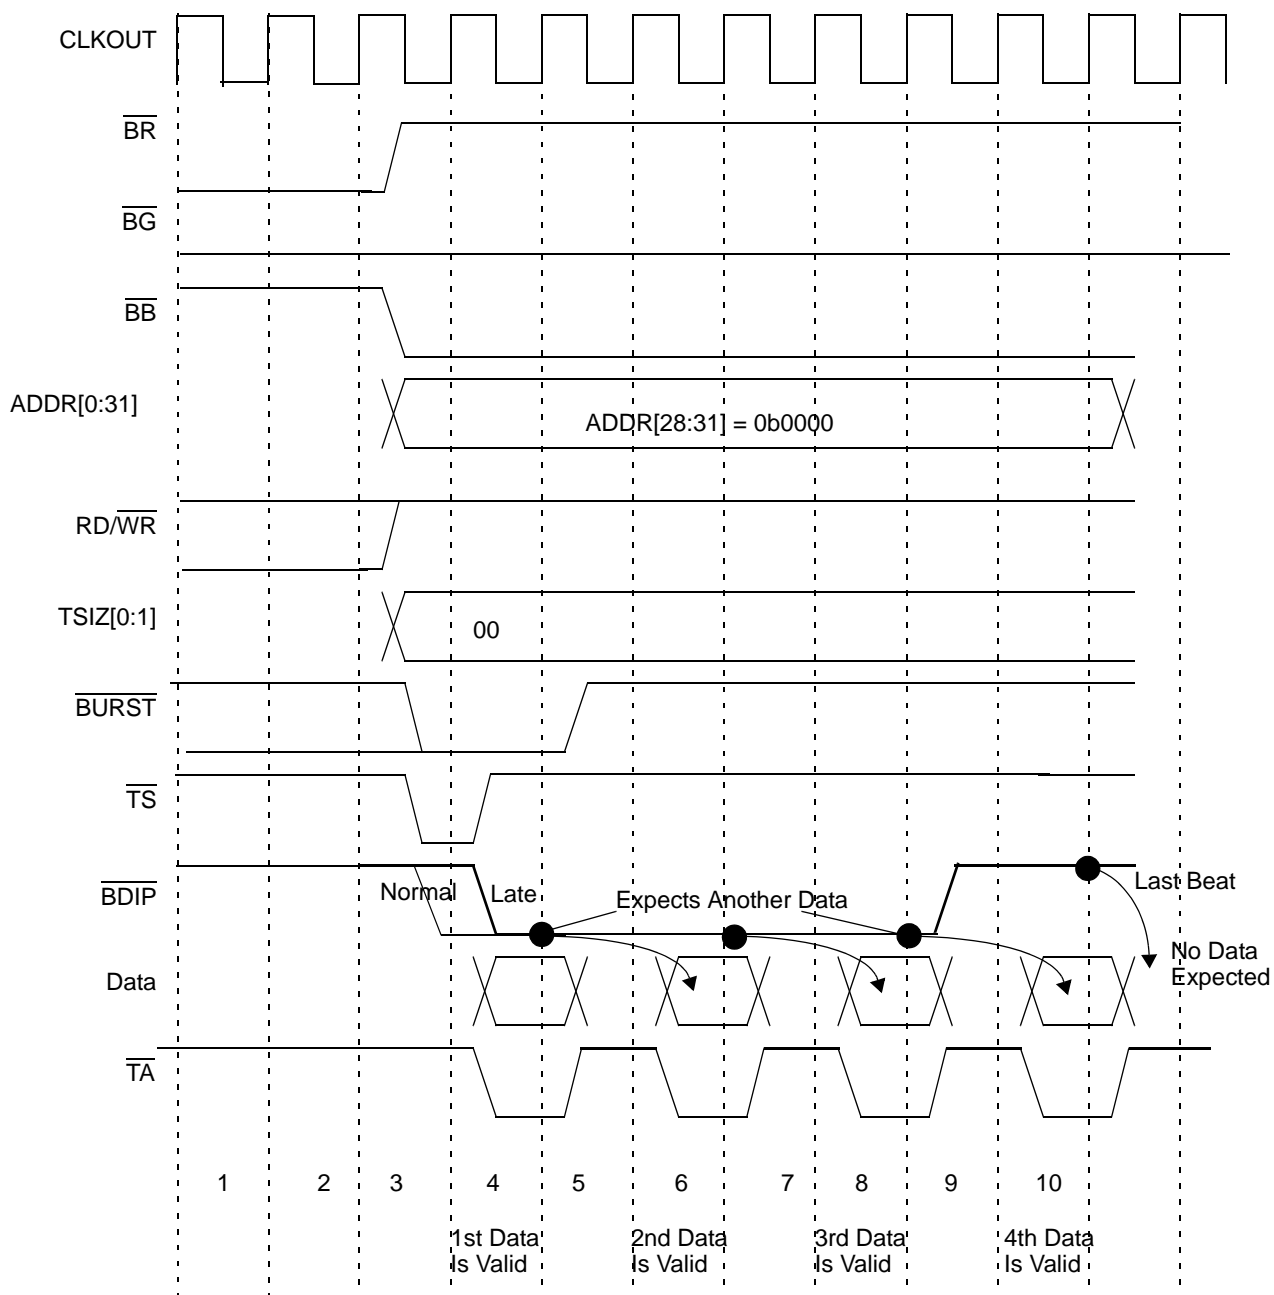 CLKOUT
BR
BG
BB
ADDR[0:31]
ADDR[28:31] = 0b0000
RD/WR
TSIZ[0:1]
00
BURST
TS
BDIP
Normal
Late
Expects Another Data
Last Beat
No Data
Expected
Data
TA
1 2 3 4 5 6 7 8 9 10
1st Data
Is Valid
2nd Data
Is Valid
3rd Data
Is Valid
4th Data
Is Valid